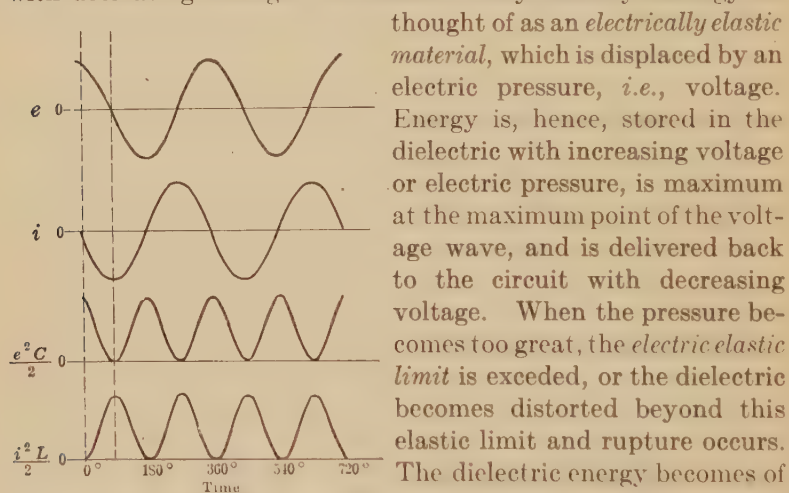 thought of as an electrically elastic
material, which is displaced by an
electric pressure, i.e., voltage.
Energy is, hence, stored in the
dielectric with increasing voltage
or electric pressure, is maximum
at the maximum point of the volt-
age wave, and is delivered back
to the circuit with decreasing
voltage. When the pressure be-
comes too great, the electric elastic
limit is exceded, or the dielectric
becomes distorted beyond this
elastic limit and rupture occurs.
The dielectric energy becomes of
e 0
i 0
e²C/2 0
i²L/2 0
0° 180° 360° 540° 720°
Time